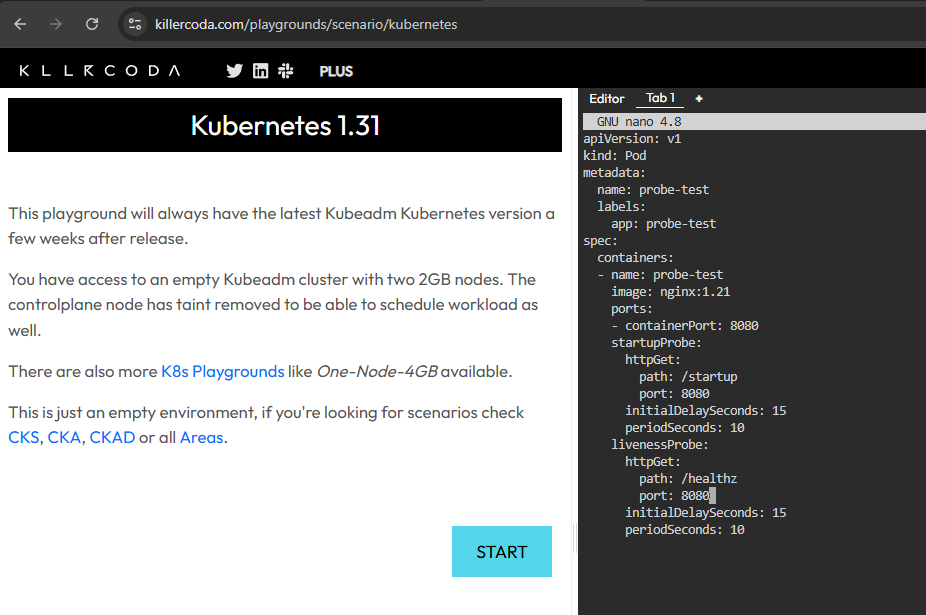 killercoda.com/playgrounds/scenario/kubernetes
KLLRCODA
PLUS
Kubernetes 1.31
This playground will always have the latest Kubeadm Kubernetes version a
few weeks after release.
You have access to an empty Kubeadm cluster with two 2GB nodes. The
controlplane node has taint removed to be able to schedule workload as
well.
There are also more K8s Playgrounds like One-Node-4GB available.
This is just an empty environment, if you're looking for scenarios check
CKS, CKA, CKAD or all Areas.
START
Editor Tab 1 +
GNU nano 4.8
apiVersion: v1
kind: Pod
metadata:
  name: probe-test
  labels:
    app: probe-test
spec:
  containers:
  - name: probe-test
    image: nginx:1.21
    ports:
    - containerPort: 8080
    startupProbe:
      httpGet:
        path: /startup
        port: 8080
      initialDelaySeconds: 15
      periodSeconds: 10
    livenessProbe:
      httpGet:
        path: /healthz
        port: 8080
      initialDelaySeconds: 15
      periodSeconds: 10